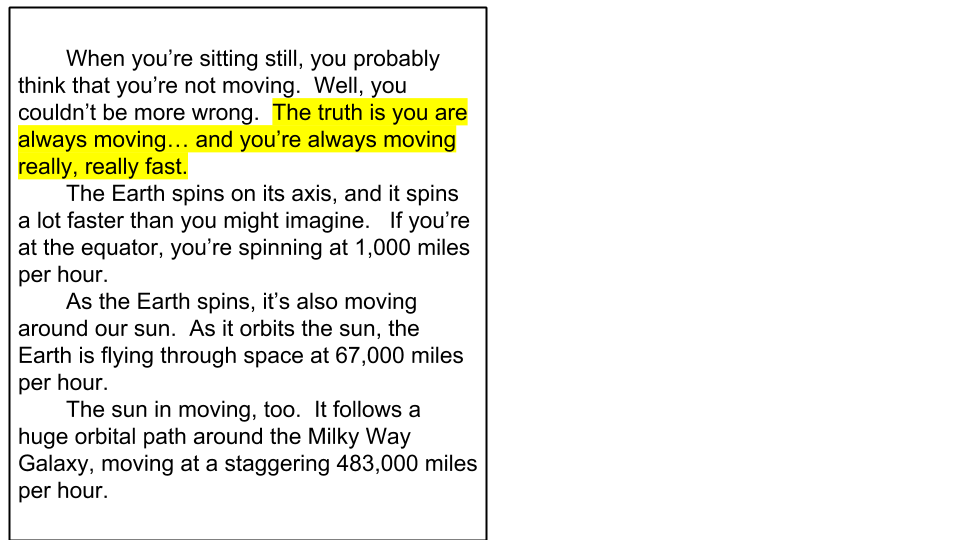 When you’re sitting still, you probably
think that you’re not moving.  Well, you
couldn’t be more wrong.  The truth is you are
always moving… and you’re always moving
really, really fast.
The Earth spins on its axis, and it spins
a lot faster than you might imagine.   If you’re
at the equator, you’re spinning at 1,000 miles
per hour.
As the Earth spins, it’s also moving
around our sun.  As it orbits the sun, the
Earth is flying through space at 67,000 miles
per hour.
The sun in moving, too.  It follows a
huge orbital path around the Milky Way
Galaxy, moving at a staggering 483,000 miles
per hour.